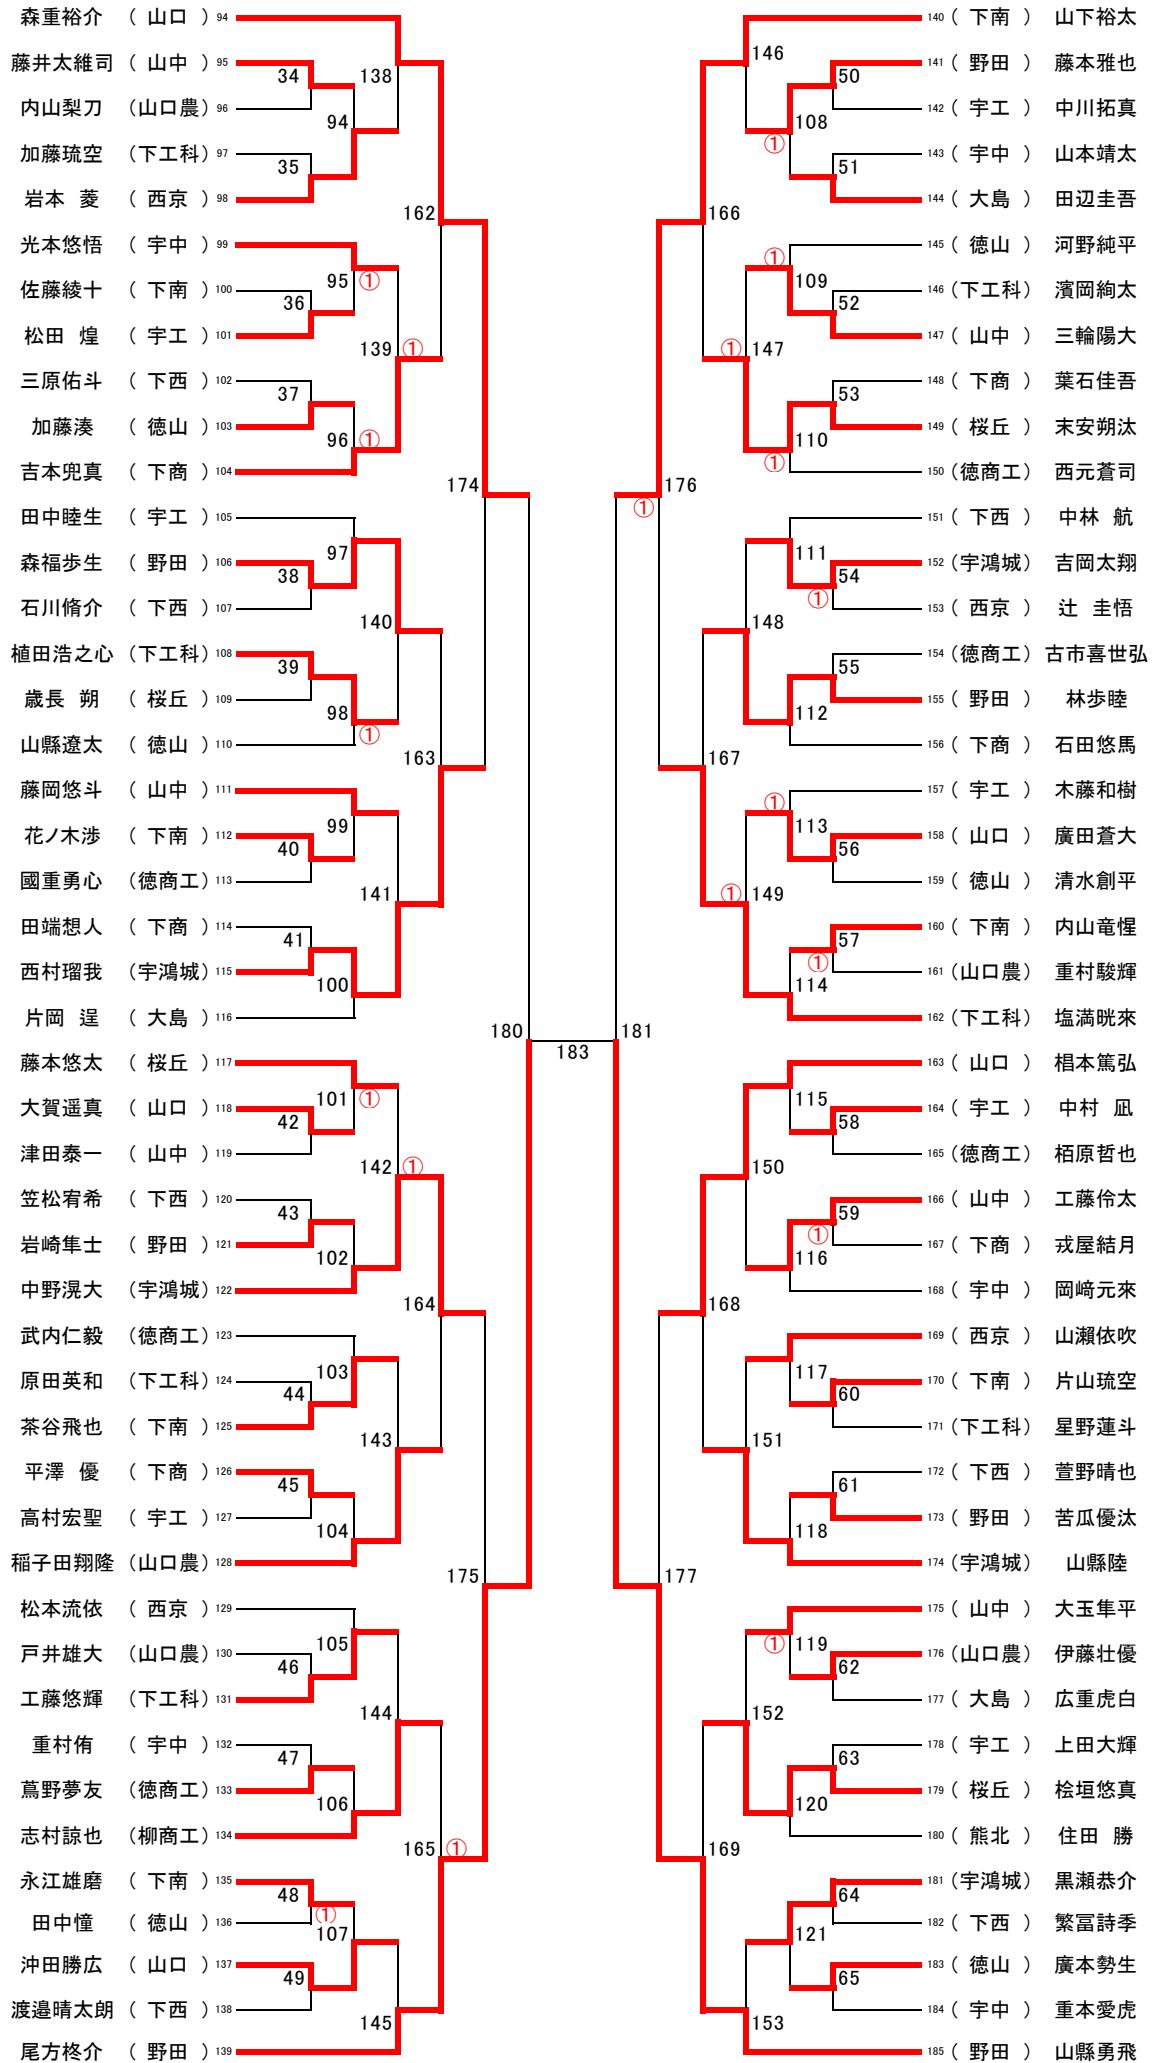 森重裕介 ( 山口 ) 94
藤井太維司 ( 山中 ) 95
34
138
内山梨刀 (山口農) 96
94
加藤琉空 (下工科) 97
35
岩本 菱 ( 西京 ) 98
162
光本悠悟 ( 宇中 ) 99
95 ①
佐藤綾十 ( 下南 ) 100
36
松田 煌 ( 宇工 ) 101
139 ①
三原佑斗 ( 下西 ) 102
37
加藤湊 ( 徳山 ) 103
96 ①
吉本兜真 ( 下商 ) 104
174
田中睦生 ( 宇工 ) 105
97
森福歩生 ( 野田 ) 106
38
石川脩介 ( 下西 ) 107
140
植田浩之心 (下工科) 108
39
歳長 朔 ( 桜丘 ) 109
98 ①
山縣遼太 ( 徳山 ) 110
163
藤岡悠斗 ( 山中 ) 111
99
花ノ木渉 ( 下南 ) 112
40
國重勇心 (徳商工) 113
141
田端想人 ( 下商 ) 114
41
西村瑠我 (宇鴻城) 115
100
片岡 逞 ( 大島 ) 116
180
183
藤本悠太 ( 桜丘 ) 117
101 ①
大賀遥真 ( 山口 ) 118
42
津田泰一 ( 山中 ) 119
142 ①
笠松宥希 ( 下西 ) 120
43
岩崎隼士 ( 野田 ) 121
102
中野滉大 (宇鴻城) 122
164
武内仁毅 (徳商工) 123
103
原田英和 (下工科) 124
44
茶谷飛也 ( 下南 ) 125
143
平澤 優 ( 下商 ) 126
45
高村宏聖 ( 宇工 ) 127
104
稲子田翔隆 (山口農) 128
175
松本流依 ( 西京 ) 129
105
戸井雄大 (山口農) 130
46
工藤悠輝 (下工科) 131
144
重村侑 ( 宇中 ) 132
47
蔦野夢友 (徳商工) 133
106
志村諒也 (柳商工) 134
165 ①
永江雄磨 ( 下南 ) 135
48 ①
田中憧 ( 徳山 ) 136
107
沖田勝広 ( 山口 ) 137
49
渡邉晴太朗 ( 下西 ) 138
145
尾方柊介 ( 野田 ) 139
140 ( 下南 ) 山下裕太
146
141 ( 野田 ) 藤本雅也
50
142 ( 宇工 ) 中川拓真
108 ①
143 ( 宇中 ) 山本靖太
51
144 ( 大島 ) 田辺圭吾
166
145 ( 徳山 ) 河野純平
① 109
146 (下工科) 濱岡絢太
52
147 ( 山中 ) 三輪陽大
① 147
148 ( 下商 ) 葉石佳吾
53
149 ( 桜丘 ) 末安朔汰
① 110
150 (徳商工) 西元蒼司
176 ①
151 ( 下西 ) 中林 航
111
152 (宇鴻城) 吉岡太翔
54 ①
153 ( 西京 ) 辻 圭悟
148
154 (徳商工) 古市喜世弘
55
155 ( 野田 ) 林歩睦
112
156 ( 下商 ) 石田悠馬
167
157 ( 宇工 ) 木藤和樹
① 113
158 ( 山口 ) 廣田蒼大
56
159 ( 徳山 ) 清水創平
① 149
160 ( 下南 ) 内山竜惺
57 ①
161 (山口農) 重村駿輝
114
162 (下工科) 塩満晄來
181
163 ( 山口 ) 椙本篤弘
115
164 ( 宇工 ) 中村 凪
58
165 (徳商工) 栢原哲也
150
166 ( 山中 ) 工藤伶太
59 ①
167 ( 下商 ) 戎屋結月
116
168 ( 宇中 ) 岡﨑元來
168
169 ( 西京 ) 山瀬依吹
117
170 ( 下南 ) 片山琉空
60
171 (下工科) 星野蓮斗
151
172 ( 下西 ) 萱野晴也
61
173 ( 野田 ) 苦瓜優汰
118
174 (宇鴻城) 山縣陸
177
175 ( 山中 ) 大玉隼平
① 119
176 (山口農) 伊藤壮優
62
177 ( 大島 ) 広重虎白
152
178 ( 宇工 ) 上田大輝
63
179 ( 桜丘 ) 桧垣悠真
120
180 ( 熊北 ) 住田 勝
169
181 (宇鴻城) 黒瀬恭介
64
182 ( 下西 ) 繁冨詩季
121
183 ( 徳山 ) 廣本勢生
65
184 ( 宇中 ) 重本愛虎
153
185 ( 野田 ) 山縣勇飛